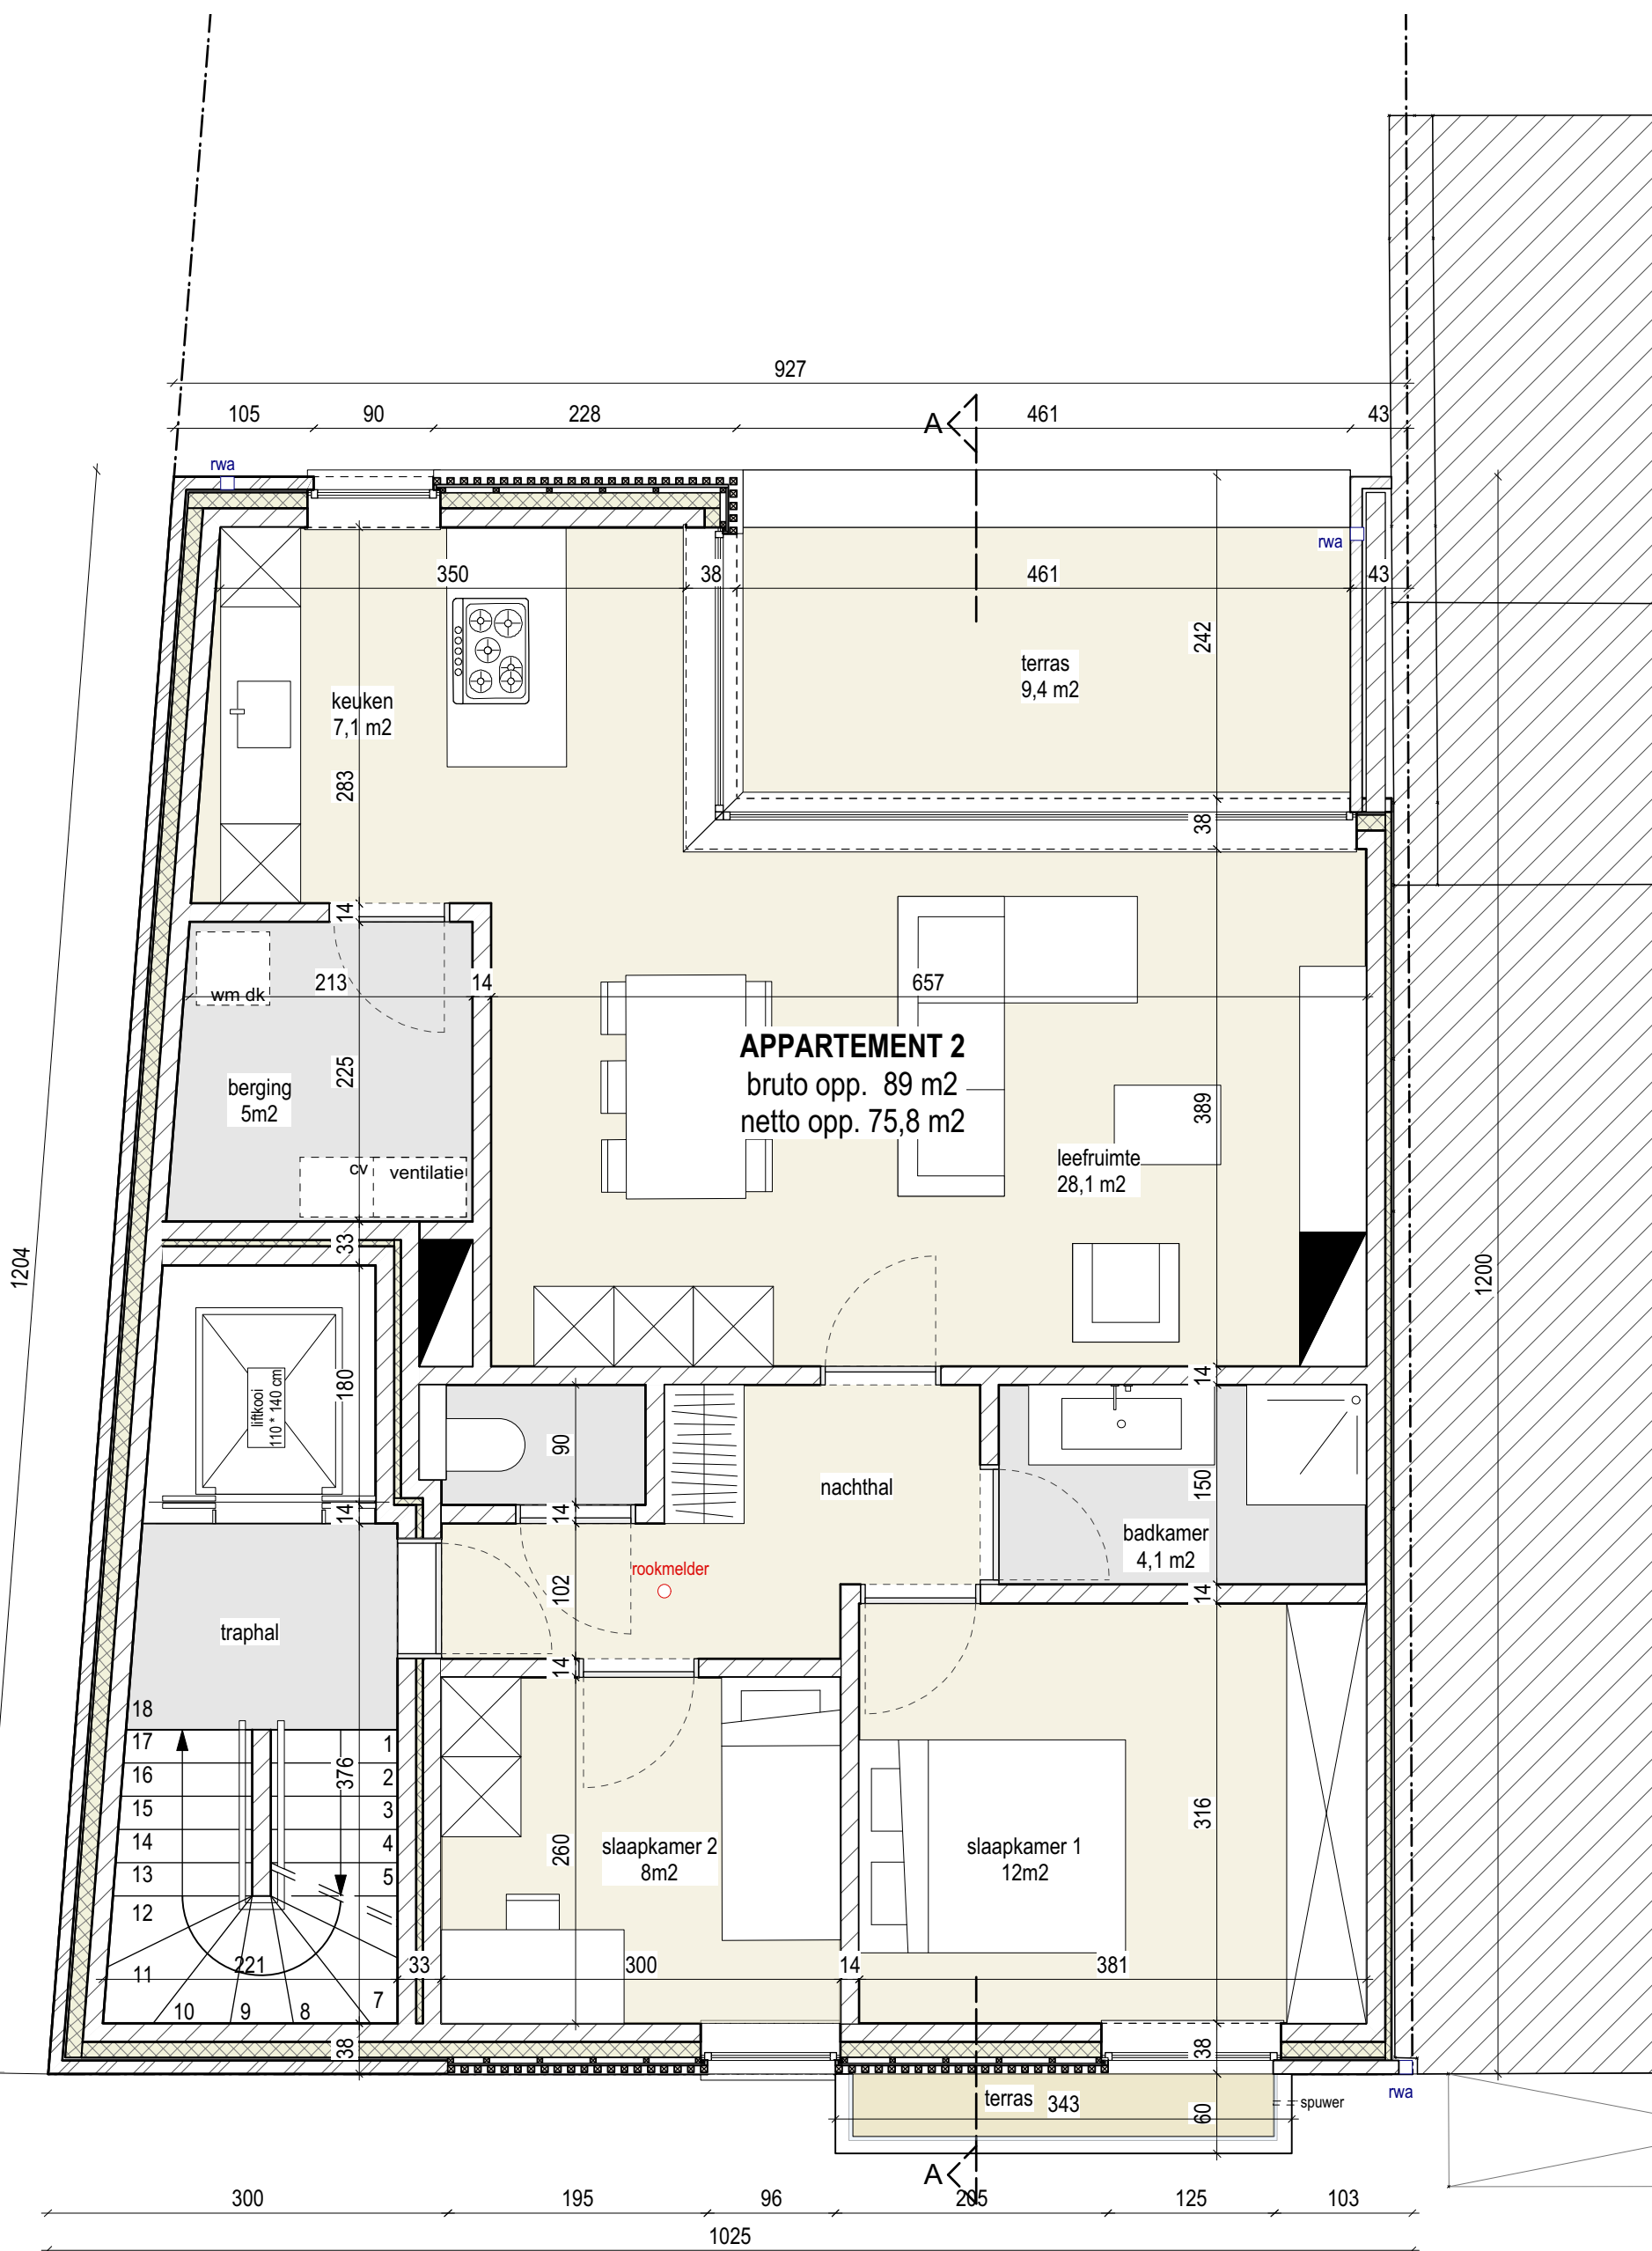 927
105 90 228 A 461 43
rwa
rwa
350 38 461 43
242
terras
9,4 m2
keuken
7,1 m2
283
38
14
wm dk 213 14 657
APPARTEMENT 2
bruto opp. 89 m2
netto opp. 75,8 m2
225
berging
5m2
389
cv ventilatie
leefruimte
28,1 m2
33
1204
1200
liftkooi
110 * 140 cm
180
14
90
nachthal
150
14
14
badkamer
4,1 m2
rookmelder
102
14
traphal
14
18
17 1
16 2
15 3
14 4
13 5
12
11
10 9 8 7
376
260
slaapkamer 2
8m2
slaapkamer 1
12m2
316
221 33 300 14 381
38
38
terras 343
spuwer
rwa
60
A
300 195 96 205 125 103
1025